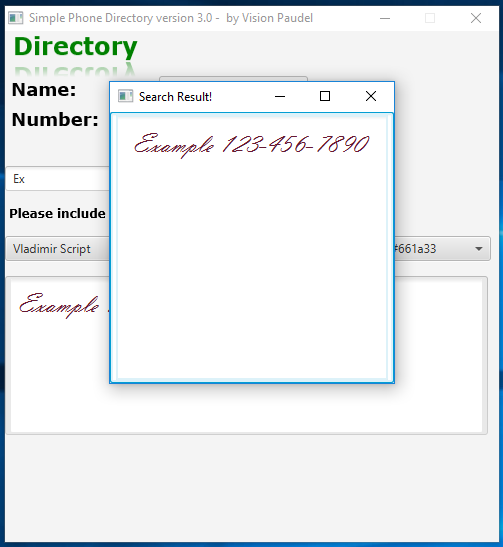 Simple Phone Directory version 3.0 -  by Vision Paudel
Directory
Name:
Number:
Search Result!
Example 123-456-7890
Ex
Please include
Vladimir Script
#661a33
Example